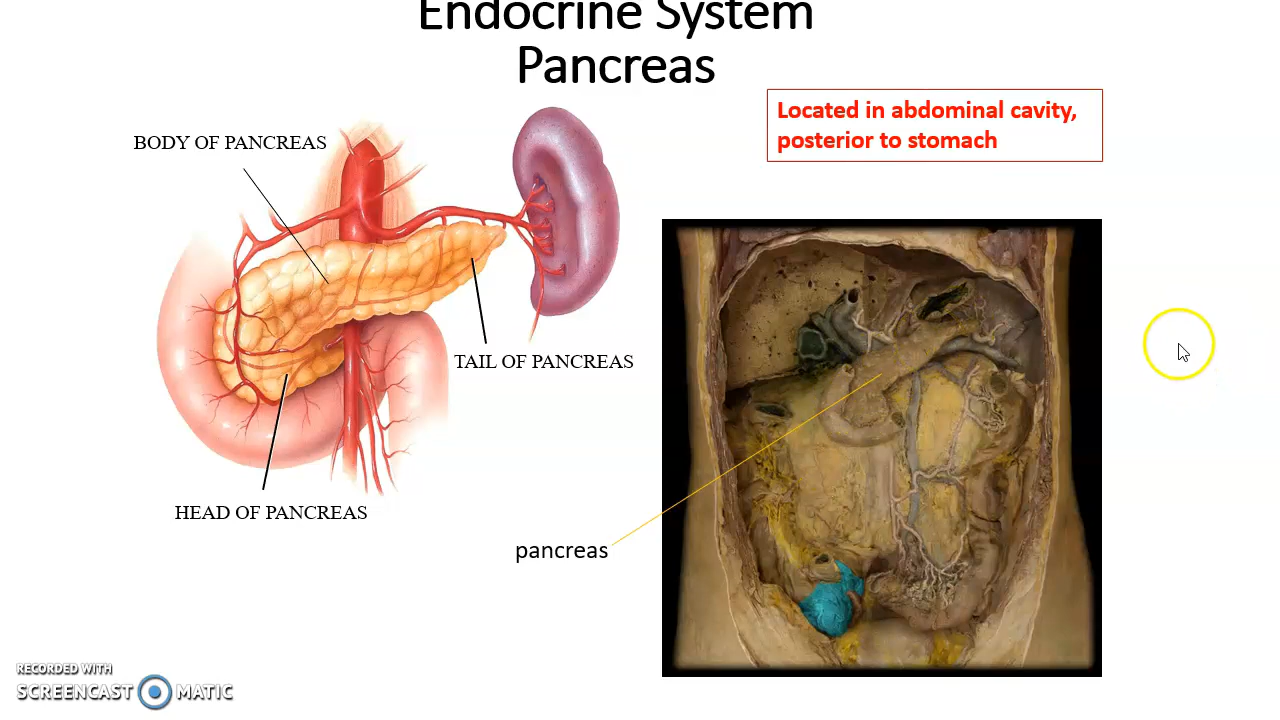 Endocrine System
Pancreas
Located in abdominal cavity,
posterior to stomach
BODY OF PANCREAS
TAIL OF PANCREAS
HEAD OF PANCREAS
pancreas
RECORDED WITH
SCREENCAST MATIC